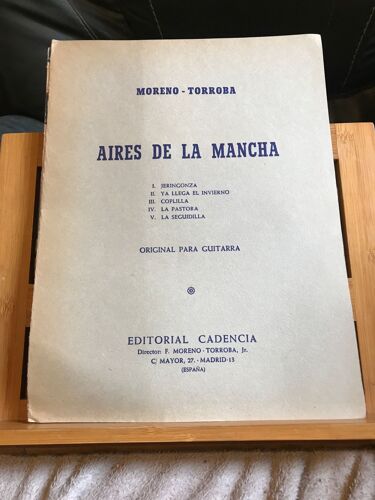 MORENO - TORROBA
AIRES DE LA MANCHA
I. JERINGONZA
II. YA LLEGA EL INVIERNO
III. COPLILLA
IV. LA PASTORA
V. LA SEGUIDILLA
ORIGINAL PARA GUITARRA
EDITORIAL CADENCIA
Director: F. MORENO - TORROBA, Jr.
C/ MAYOR, 27. - MADRID-13
(ESPAÑA)